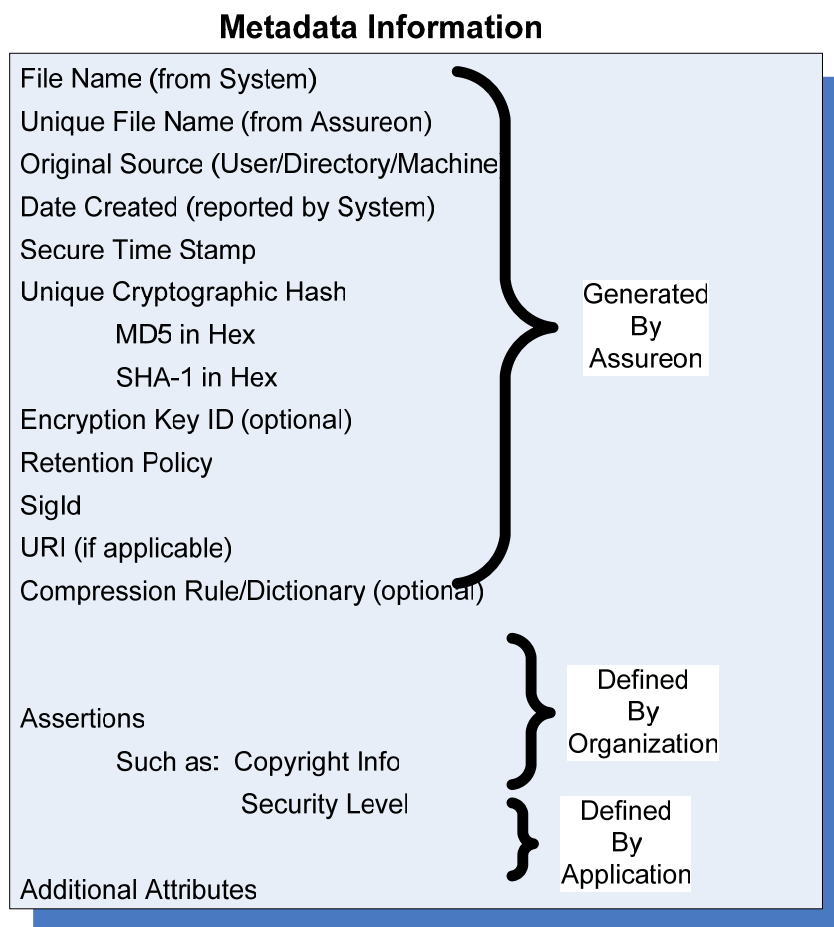 Metadata Information
File Name (from System)
Unique File Name (from Assureon)
Original Source (User/Directory/Machine)
Date Created (reported by System)
Secure Time Stamp
Unique Cryptographic Hash
MD5 in Hex
SHA-1 in Hex
Encryption Key ID (optional)
Retention Policy
SigId
URI (if applicable)
Compression Rule/Dictionary (optional)
Generated
By
Assureon
Assertions
Such as:  Copyright Info
Security Level
Defined
By
Organization
Additional Attributes
Defined
By
Application